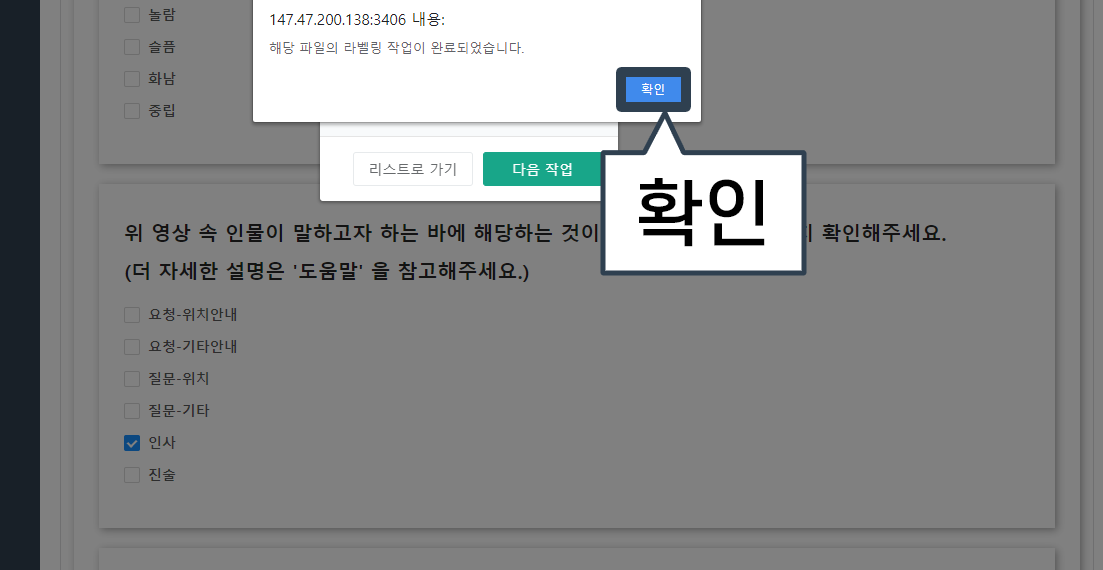 놀람
슬픔
화남
중립
147.47.200.138:3406 내용:
해당 파일의 라벨링 작업이 완료되었습니다.
확인
리스트로 가기
다음 작업
확인
위 영상 속 인물이 말하고자 하는 바에 해당하는 것이 확인해주세요.
(더 자세한 설명은 '도움말' 을 참고해주세요.)
요청-위치안내
요청-기타안내
질문-위치
질문-기타
인사
진술